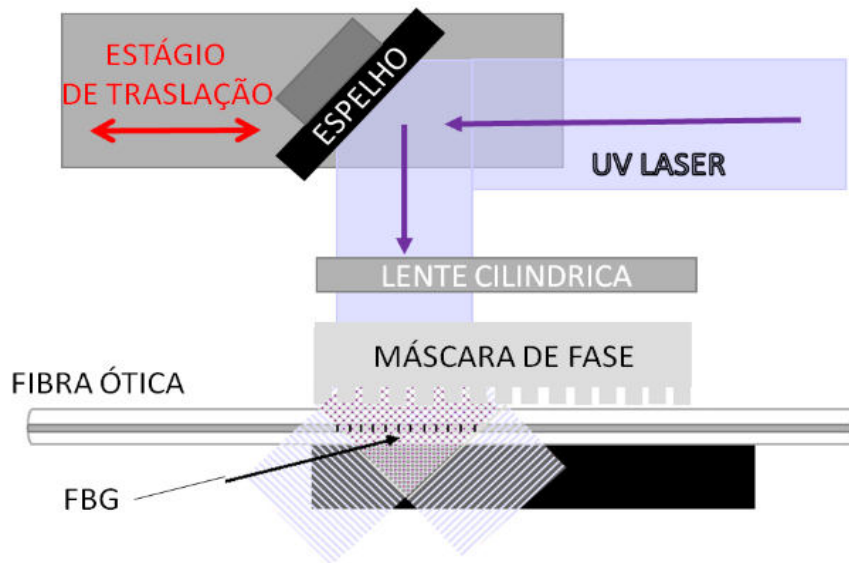 ESTÁGIO
DE TRASLAÇÃO
ESPELHO
UV LASER
LENTE CILINDRICA
MÁSCARA DE FASE
FIBRA ÓTICA
FBG